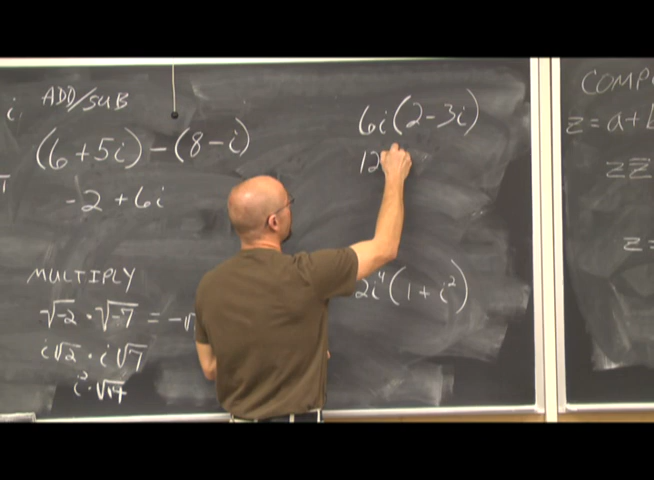 i,
ADD/SUB
(6+5i)-(8-i)
-2+6i
MULTIPLY
√-2 · √-7 = -√
i√2 · i√7
i² · √14
6i(2-3i)
12
2i⁴(1+i²)
COMP
z = a + b
zz̅
z =